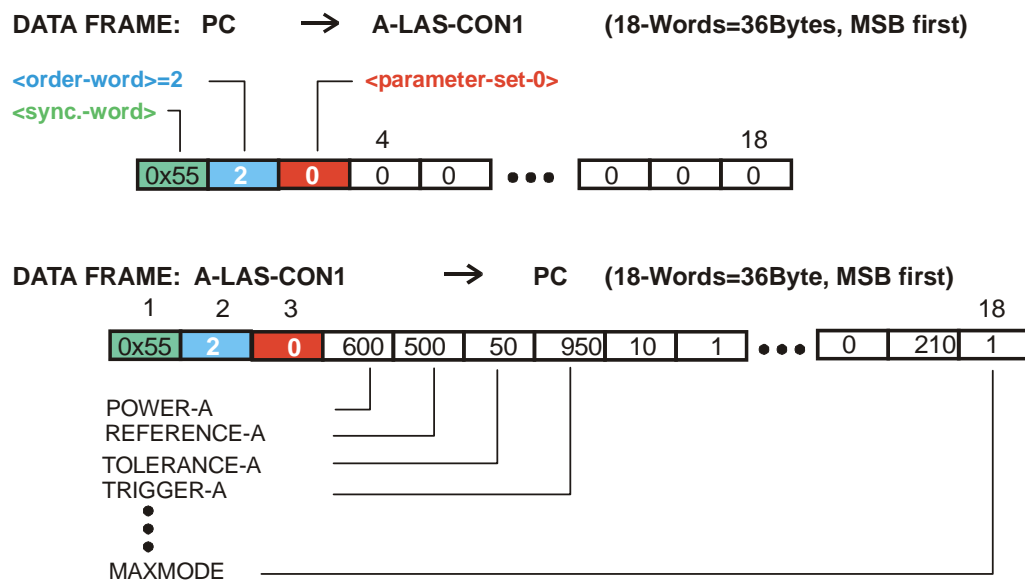 DATA FRAME: PC → A-LAS-CON1 (18-Words=36Bytes, MSB first)
<order-word>=2 <parameter-set-0>
<sync.-word>
4 18
0x55 2 0 0 0 ••• 0 0 0
DATA FRAME: A-LAS-CON1 → PC (18-Words=36Byte, MSB first)
1 2 3 18
0x55 2 0 600 500 50 950 10 1 ••• 0 210 1
POWER-A
REFERENCE-A
TOLERANCE-A
TRIGGER-A
MAXMODE